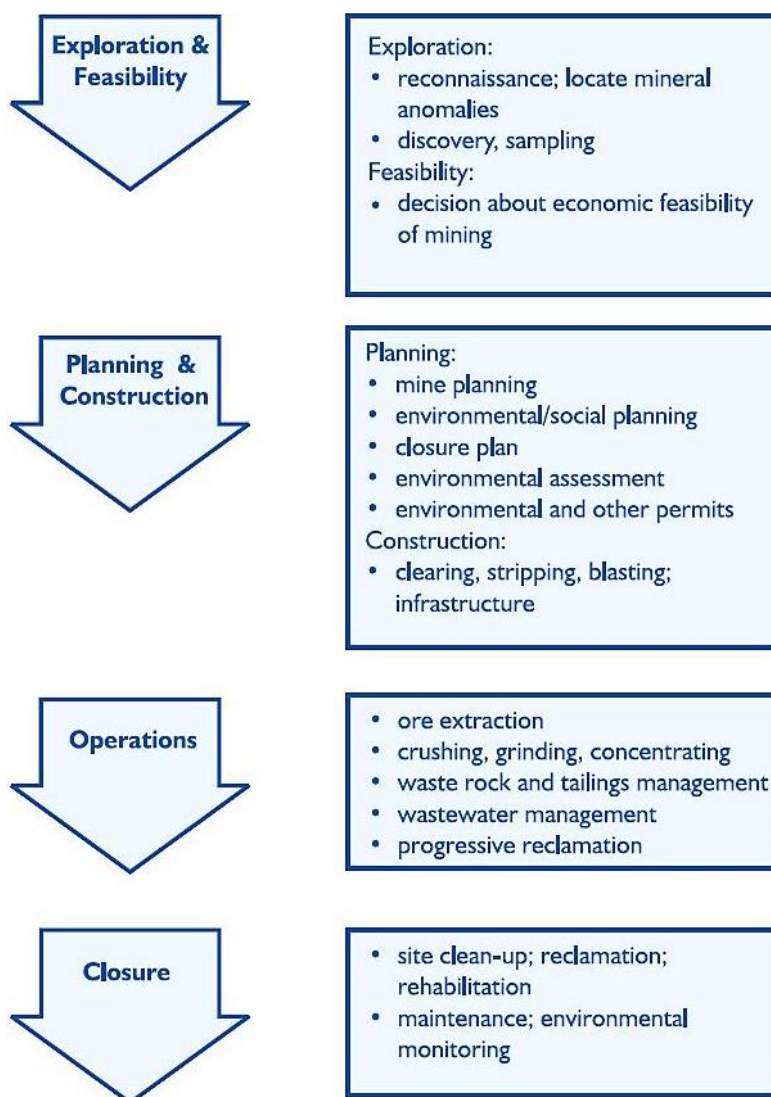 Exploration &
Feasibility
Exploration:
• reconnaissance; locate mineral
anomalies
• discovery, sampling
Feasibility:
• decision about economic feasibility
of mining
Planning &
Construction
Planning:
• mine planning
• environmental/social planning
• closure plan
• environmental assessment
• environmental and other permits
Construction:
• clearing, stripping, blasting;
infrastructure
Operations
• ore extraction
• crushing, grinding, concentrating
• waste rock and tailings management
• wastewater management
• progressive reclamation
Closure
• site clean-up; reclamation;
rehabilitation
• maintenance; environmental
monitoring